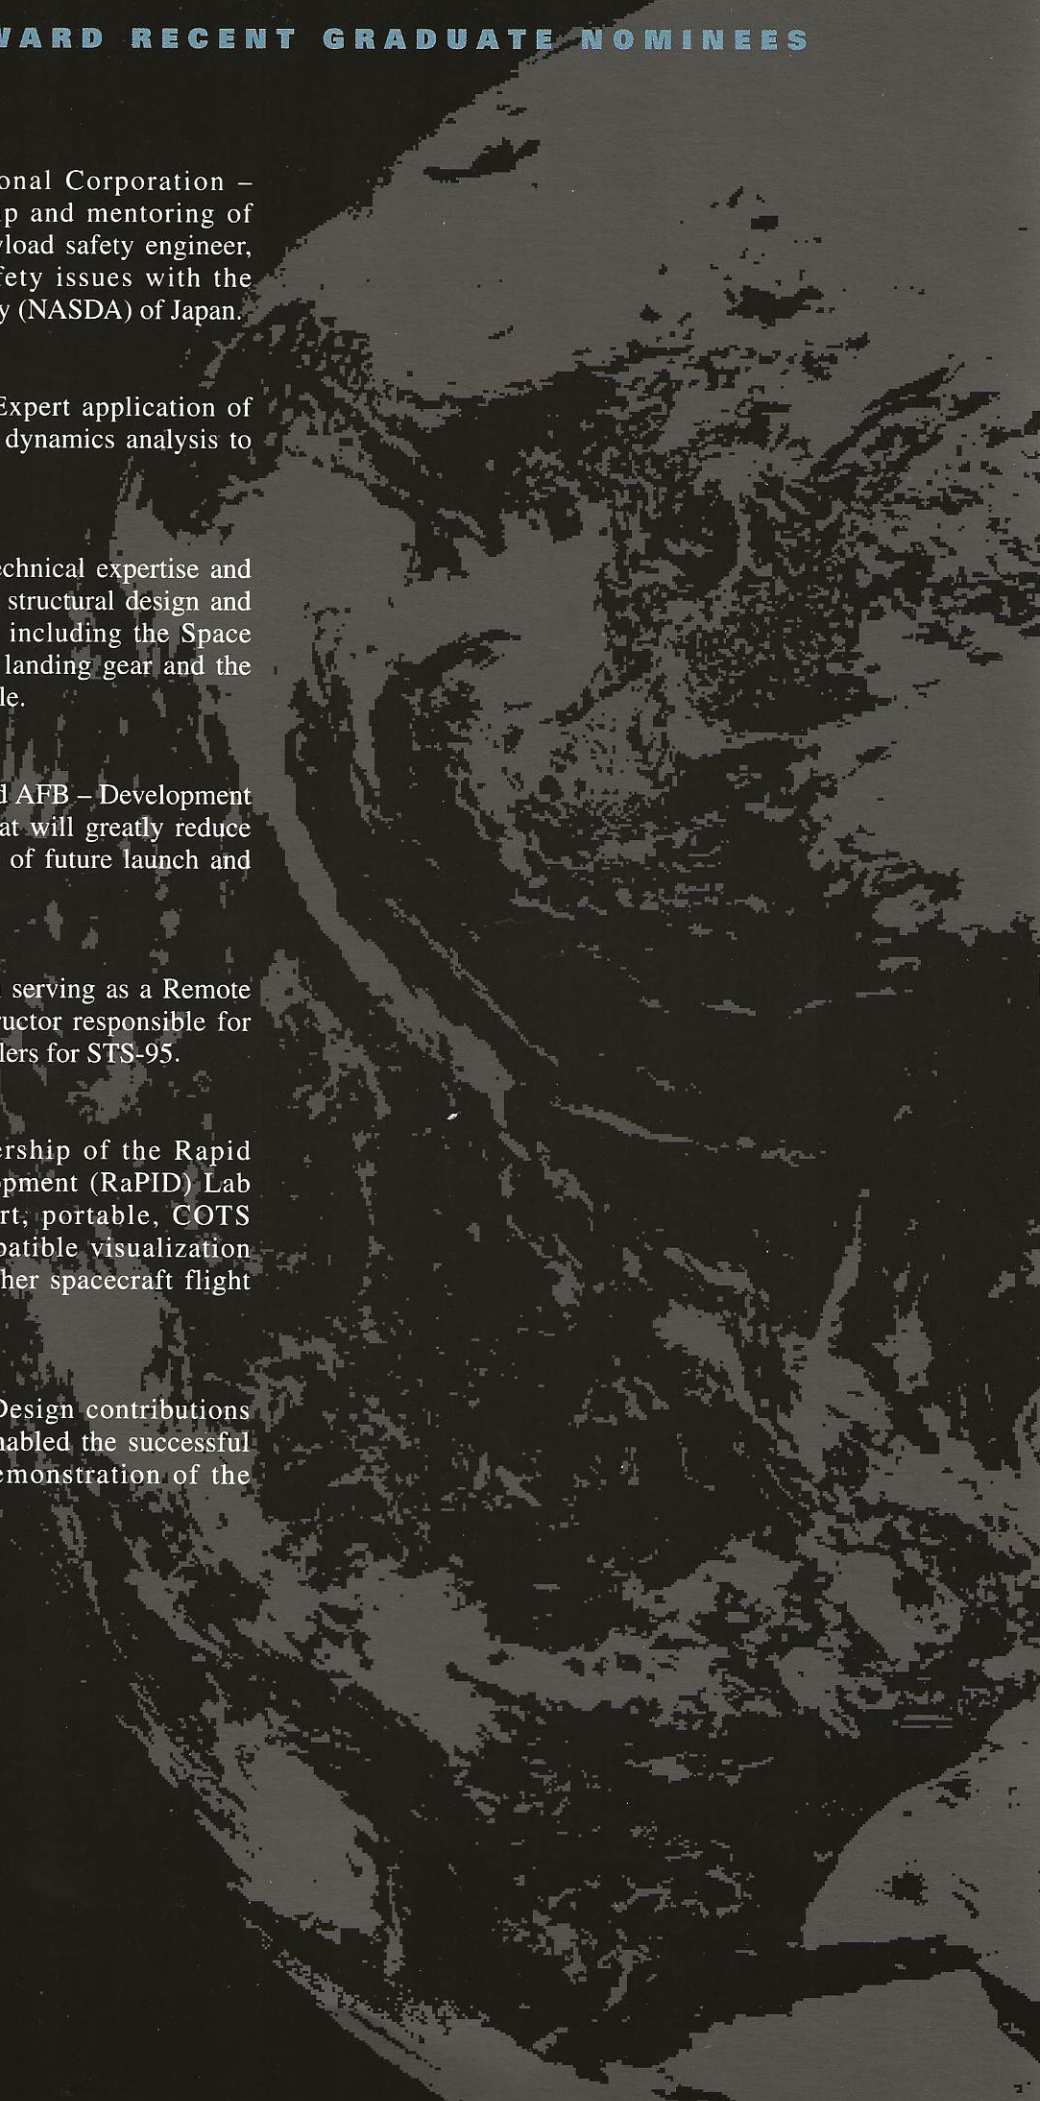 WARD RECENT GRADUATE NOMINEES
onal Corporation –
p and mentoring of
yload safety engineer,
fety issues with the
y (NASDA) of Japan.
Expert application of
dynamics analysis to
echnical expertise and
structural design and
including the Space
landing gear and the
le.
d AFB – Development
at will greatly reduce
of future launch and
serving as a Remote
ructor responsible for
lers for STS-95.
ership of the Rapid
opment (RaPID) Lab
rt, portable, COTS
patible visualization
her spacecraft flight
Design contributions
nabled the successful
emonstration of the